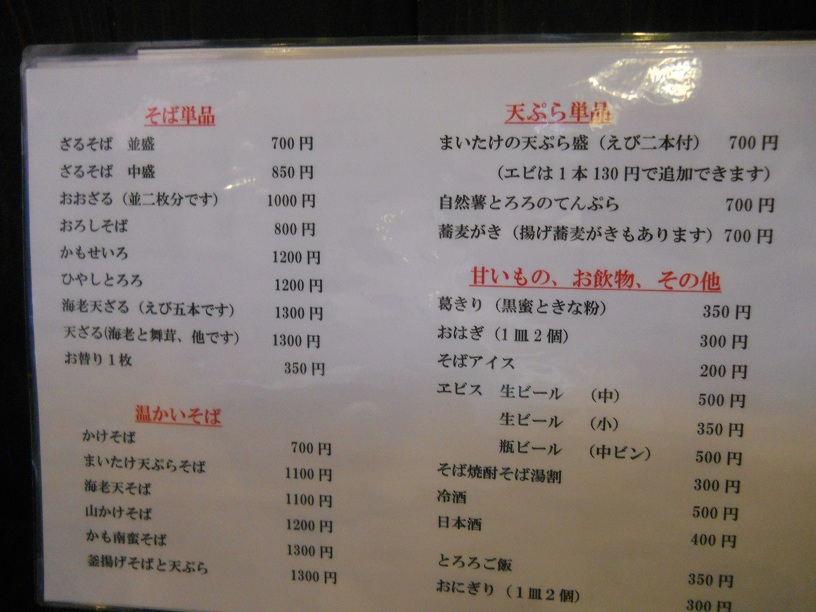 そば単品
ざるそば 並盛 700円
ざるそば 中盛 850円
おおざる（並二枚分です） 1000円
おろしそば 800円
かもせいろ 1200円
ひやしとろろ 1200円
海老天ざる（えび五本です） 1300円
天ざる(海老と舞茸、他です) 1300円
お替り1枚 350円
温かいそば
かけそば 700円
まいたけ天ぷらそば 1100円
海老天そば 1100円
山かけそば 1200円
かも南蛮そば 1300円
釜揚げそばと天ぷら 1300円
天ぷら単品
まいたけの天ぷら盛（えび二本付） 700円
（エビは1本130円で追加できます）
自然薯とろろのてんぷら 700円
蕎麦がき（揚げ蕎麦がきもあります）700円
甘いもの、お飲物、その他
葛きり（黒蜜ときな粉） 350円
おはぎ（1皿2個） 300円
そばアイス 200円
ヱビス 生ビール （中） 500円
生ビール （小） 350円
瓶ビール （中ビン） 500円
そば焼酎そば湯割 300円
冷酒 500円
日本酒 400円
とろろご飯 350円
おにぎり（1皿2個） 300円